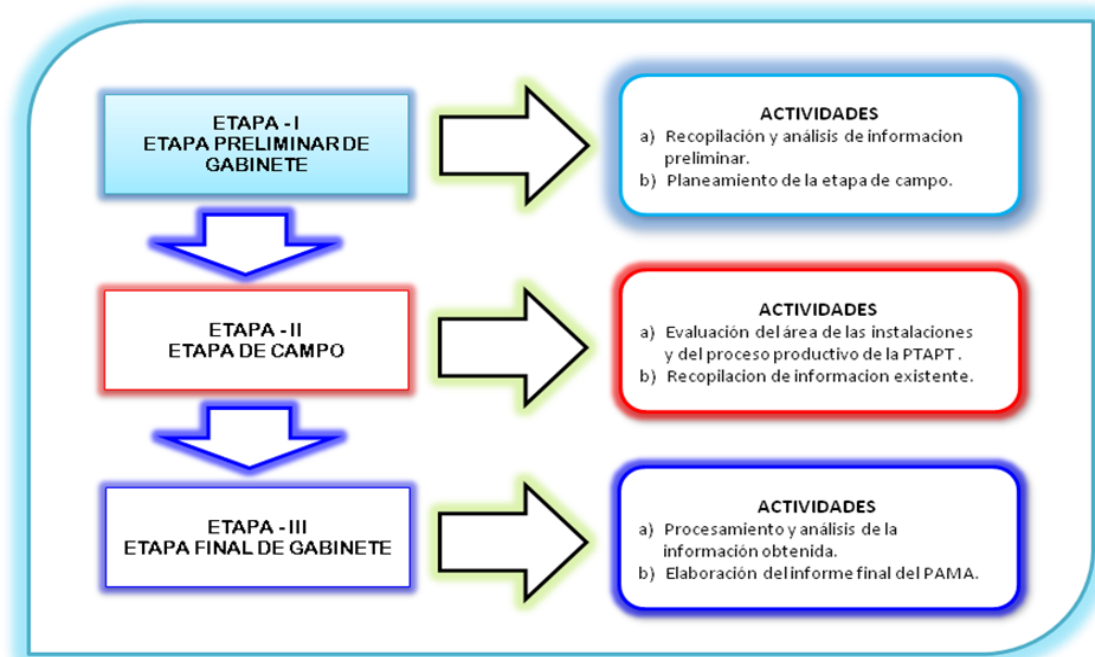 ETAPA - I
ETAPA PRELIMINAR DE
GABINETE
ACTIVIDADES
a) Recopilación y análisis de informacion
preliminar.
b) Planeamiento de la etapa de campo.
ETAPA - II
ETAPA DE CAMPO
ACTIVIDADES
a) Evaluación del área de las instalaciones
y del proceso productivo de la PTAPT .
b) Recopilacion de informacion existente.
ETAPA - III
ETAPA FINAL DE GABINETE
ACTIVIDADES
a) Procesamiento y análisis de la
información obtenida.
b) Elaboración del informe final del PAMA.